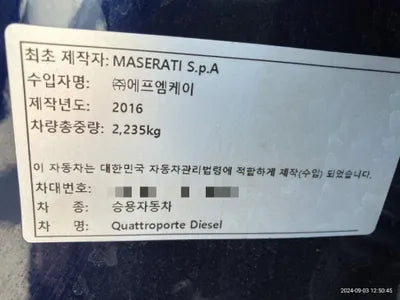 최초 제작자: MASERATI S.p.A
수입자명: ㈜에프엠케이
제작년도: 2016
차량총중량: 2,235kg
이 자동차는 대한민국 자동차관리법령에 적합하게 제작(수입) 되었습니다.
차대번호:
차 종: 승용자동차
차 명: Quattroporte Diesel
2024-09-03 12:50:45